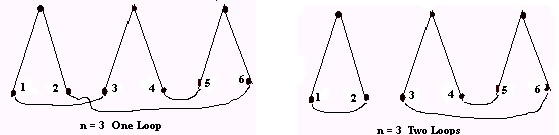 1 2 3 4 5 6
1 2 3 4 5 6
n = 3 One Loop
n = 3 Two Loops